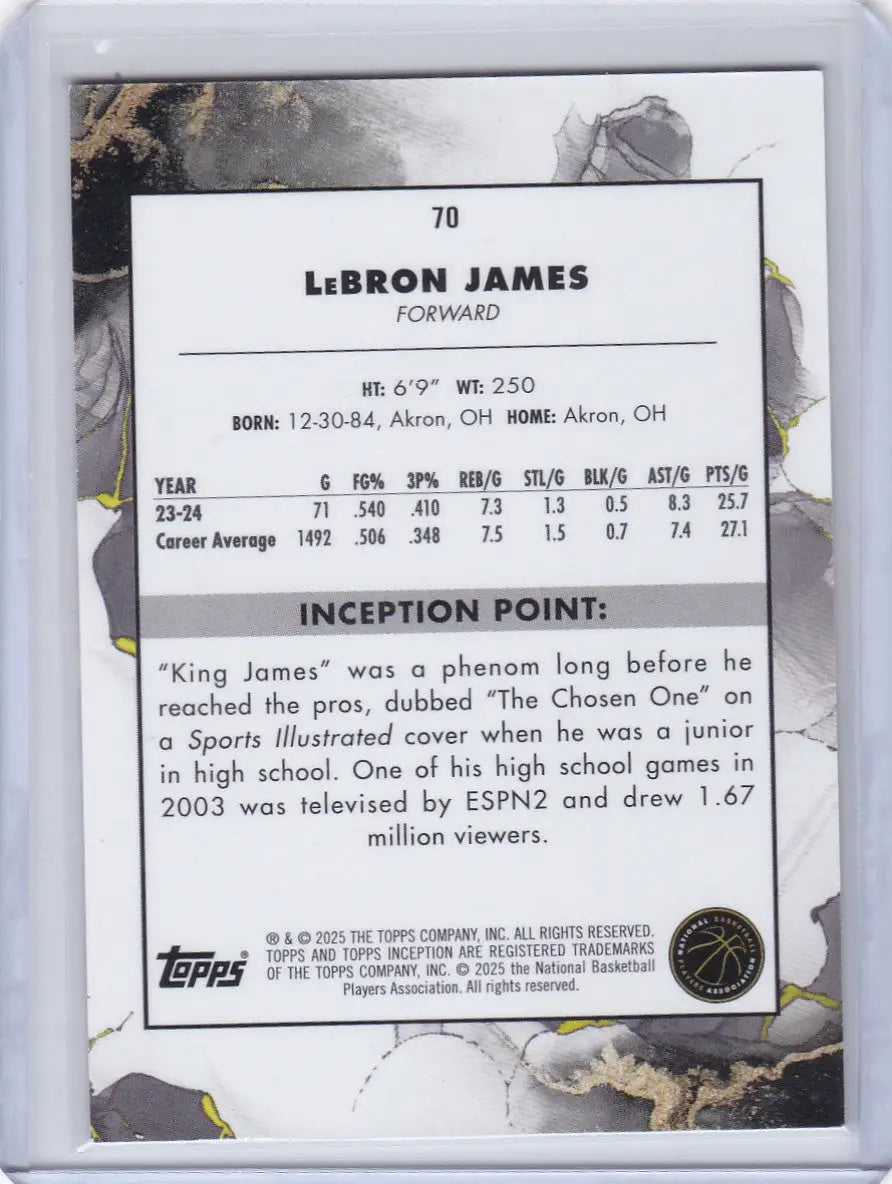 70
LEBRON JAMES
FORWARD
HT: 6'9" WT: 250
BORN: 12-30-84, Akron, OH HOME: Akron, OH
YEAR G FG% 3P% REB/G STL/G BLK/G AST/G PTS/G
23-24 71 .540 .410 7.3 1.3 0.5 8.3 25.7
Career Average 1492 .506 .348 7.5 1.5 0.7 7.4 27.1
INCEPTION POINT:
"King James" was a phenom long before he
reached the pros, dubbed "The Chosen One" on
a Sports Illustrated cover when he was a junior
in high school. One of his high school games in
2003 was televised by ESPN2 and drew 1.67
million viewers.
® & © 2025 THE TOPPS COMPANY, INC. ALL RIGHTS RESERVED.
TOPPS AND TOPPS INCEPTION ARE REGISTERED TRADEMARKS
OF THE TOPPS COMPANY, INC. © 2025 the National Basketball
Players Association. All rights reserved.
Topps®
NATIONAL BASKETBALL
PLAYERS ASSOCIATION